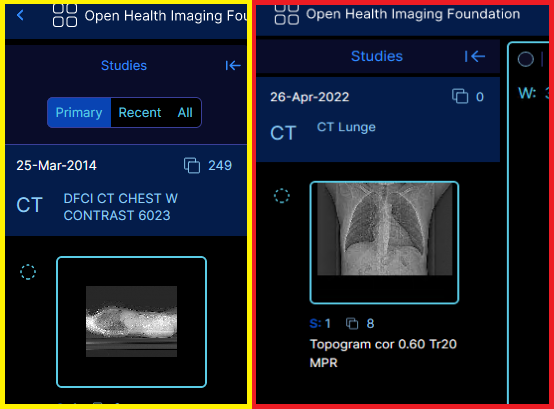 Open Health Imaging Fou
Studies
Primary Recent All
25-Mar-2014 249
CT DFCI CT CHEST W
CONTRAST 6023
Open Health Imaging Foundation
Studies
W:
26-Apr-2022 0
CT CT Lunge
S: 1 8
Topogram cor 0.60 Tr20
MPR